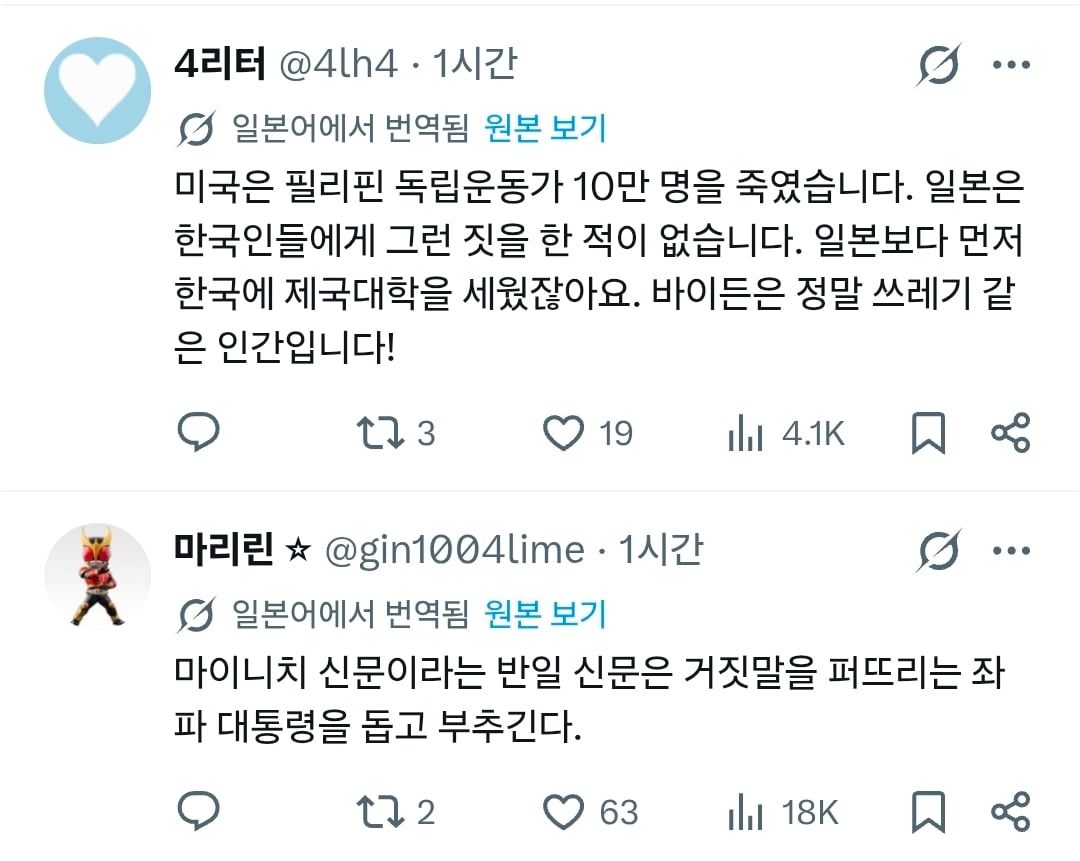 4리터 @4lh4 · 1시간
일본어에서 번역됨 원본 보기
미국은 필리핀 독립운동가 10만 명을 죽였습니다. 일본은
한국인들에게 그런 짓을 한 적이 없습니다. 일본보다 먼저
한국에 제국대학을 세웠잖아요. 바이든은 정말 쓰레기 같
은 인간입니다!
3 19 4.1K
마리린 ☆ @gin1004lime · 1시간
일본어에서 번역됨 원본 보기
마이니치 신문이라는 반일 신문은 거짓말을 퍼뜨리는 좌
파 대통령을 돕고 부추긴다.
2 63 18K